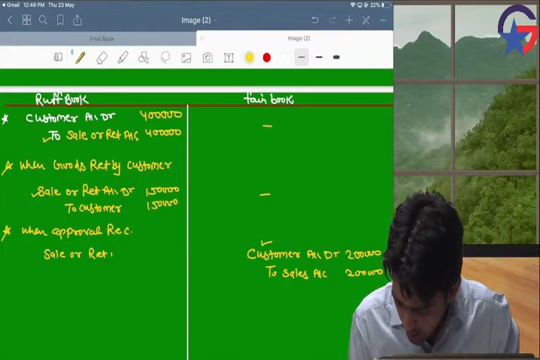 Gmail 12:49 PM Thu 23 May
Image (2)
Final Book
Image (2)
Ruff Book
fair book
Customer A/c Dr 400000
To Sale or Ret A/c 400000
-
When Goods Ret by customer
Sale or Ret A/c Dr 150000
To customer 150000
-
When approval Rec.
Customer A/c Dr 200000
Sale or Ret
To Sales A/c 200000
G